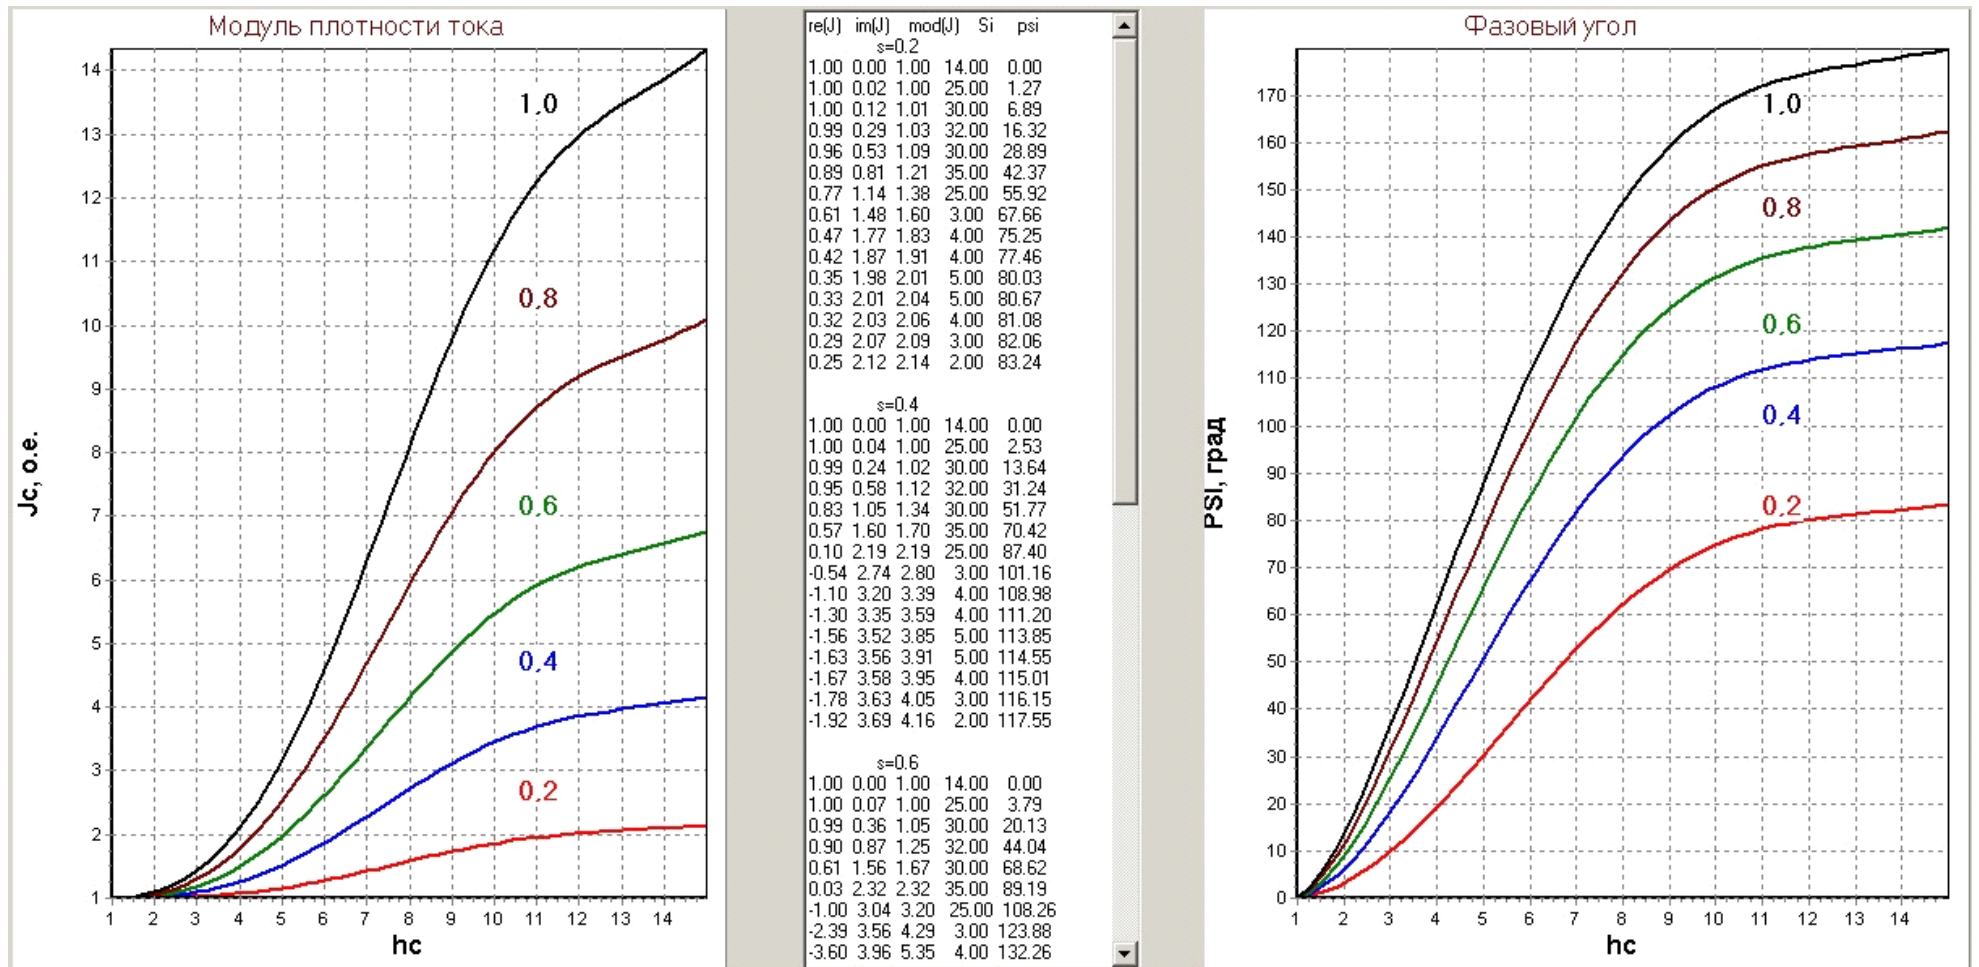 Модуль плотности тока
14
13
12
11
10
9
8
7
6
5
4
3
2
1
1 2 3 4 5 6 7 8 9 10 11 12 13 14
Jc, о.е.
hc
1,0
0,8
0,6
0,4
0,2
re(J) im(J) mod(J) Si psi
s=0.2
1.00 0.00 1.00 14.00 0.00
1.00 0.02 1.00 25.00 1.27
1.00 0.12 1.01 30.00 6.89
0.99 0.29 1.03 32.00 16.32
0.96 0.53 1.09 30.00 28.89
0.89 0.81 1.21 35.00 42.37
0.77 1.14 1.38 25.00 55.92
0.61 1.48 1.60 3.00 67.66
0.47 1.77 1.83 4.00 75.25
0.42 1.87 1.91 4.00 77.46
0.35 1.98 2.01 5.00 80.03
0.33 2.01 2.04 5.00 80.67
0.32 2.03 2.06 4.00 81.08
0.29 2.07 2.09 3.00 82.06
0.25 2.12 2.14 2.00 83.24
s=0.4
1.00 0.00 1.00 14.00 0.00
1.00 0.04 1.00 25.00 2.53
0.99 0.24 1.02 30.00 13.64
0.95 0.58 1.12 32.00 31.24
0.83 1.05 1.34 30.00 51.77
0.57 1.60 1.70 35.00 70.42
0.10 2.19 2.19 25.00 87.40
-0.54 2.74 2.80 3.00 101.16
-1.10 3.20 3.39 4.00 108.98
-1.30 3.35 3.59 4.00 111.20
-1.56 3.52 3.85 5.00 113.85
-1.63 3.56 3.91 5.00 114.55
-1.67 3.58 3.95 4.00 115.01
-1.78 3.63 4.05 3.00 116.15
-1.92 3.69 4.16 2.00 117.55
s=0.6
1.00 0.00 1.00 14.00 0.00
1.00 0.07 1.00 25.00 3.79
0.99 0.36 1.05 30.00 20.13
0.90 0.87 1.25 32.00 44.04
0.61 1.56 1.67 30.00 68.62
0.03 2.32 2.32 35.00 89.19
-1.00 3.04 3.20 25.00 108.26
-2.39 3.56 4.29 3.00 123.88
-3.60 3.96 5.35 4.00 132.26
Фазовый угол
170
160
150
140
130
120
110
100
90
80
70
60
50
40
30
20
10
0
1 2 3 4 5 6 7 8 9 10 11 12 13 14
PSI, град
hc
1,0
0,8
0,6
0,4
0,2